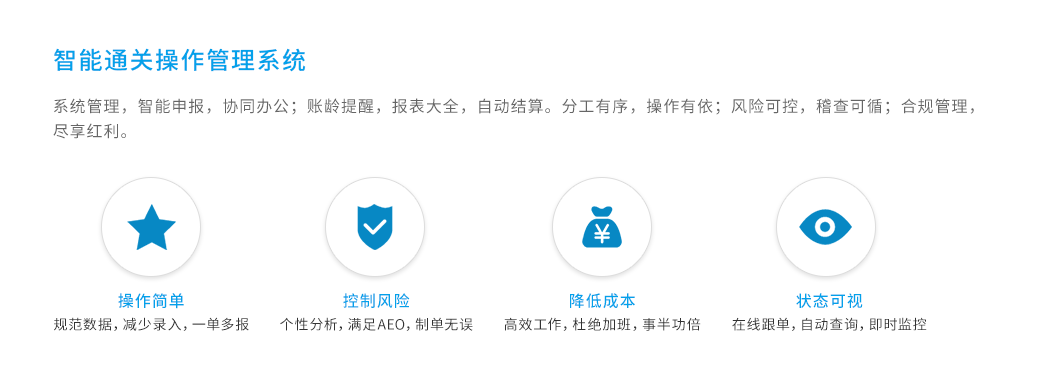 智能通关操作管理系统
系统管理，智能申报，协同办公；账龄提醒，报表大全，自动结算。分工有序，操作有依；风险可控，稽查可循；合规管理，
尽享红利。
操作简单
控制风险
降低成本
状态可视
规范数据，减少录入，一单多报
个性分析，满足AEO，制单无误
高效工作，杜绝加班，事半功倍
在线跟单，自动查询，即时监控